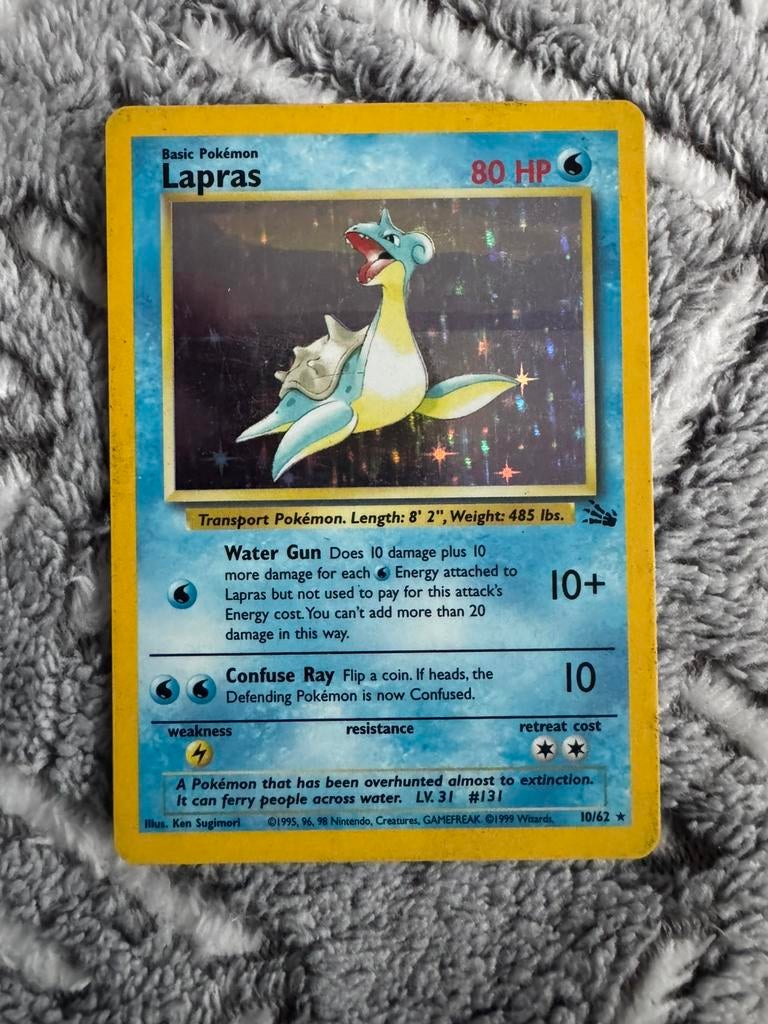 Basic Pokémon
Lapras
80 HP
Transport Pokémon. Length: 8' 2", Weight: 485 lbs.
Water Gun Does 10 damage plus 10
more damage for each Energy attached to
Lapras but not used to pay for this attack's
Energy cost. You can't add more than 20
damage in this way.
10+
Confuse Ray Flip a coin. If heads, the
Defending Pokémon is now Confused.
10
weakness resistance retreat cost
A Pokémon that has been overhunted almost to extinction.
It can ferry people across water. LV. 31 #131
Illus. Ken Sugimori ©1995, 96, 98 Nintendo, Creatures, GAMEFREAK. ©1999 Wizards. 10/62 ★